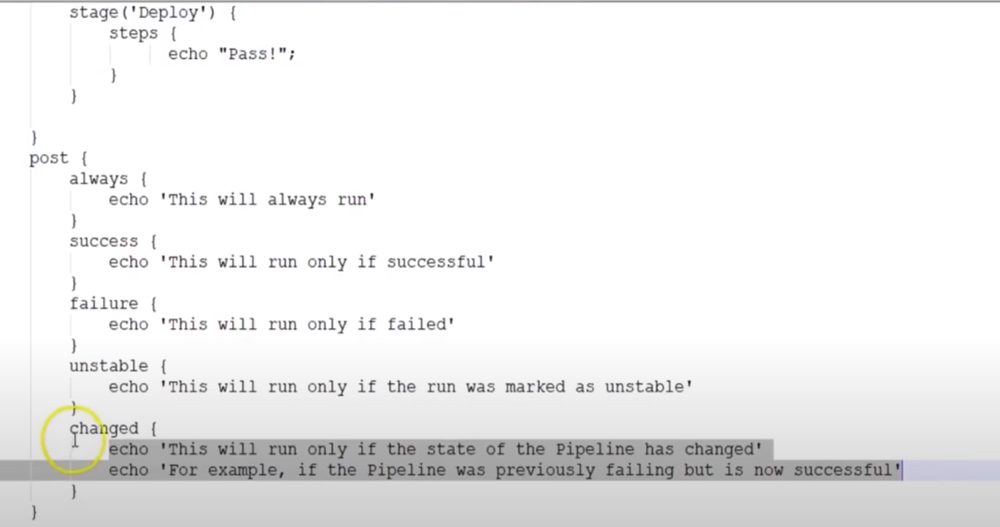 stage('Deploy') {
steps {
echo "Pass!";
}
}
}
post {
always {
echo 'This will always run'
}
success {
echo 'This will run only if successful'
}
failure {
echo 'This will run only if failed'
}
unstable {
echo 'This will run only if the run was marked as unstable'
}
changed {
echo 'This will run only if the state of the Pipeline has changed'
echo 'For example, if the Pipeline was previously failing but is now successful'
}
}